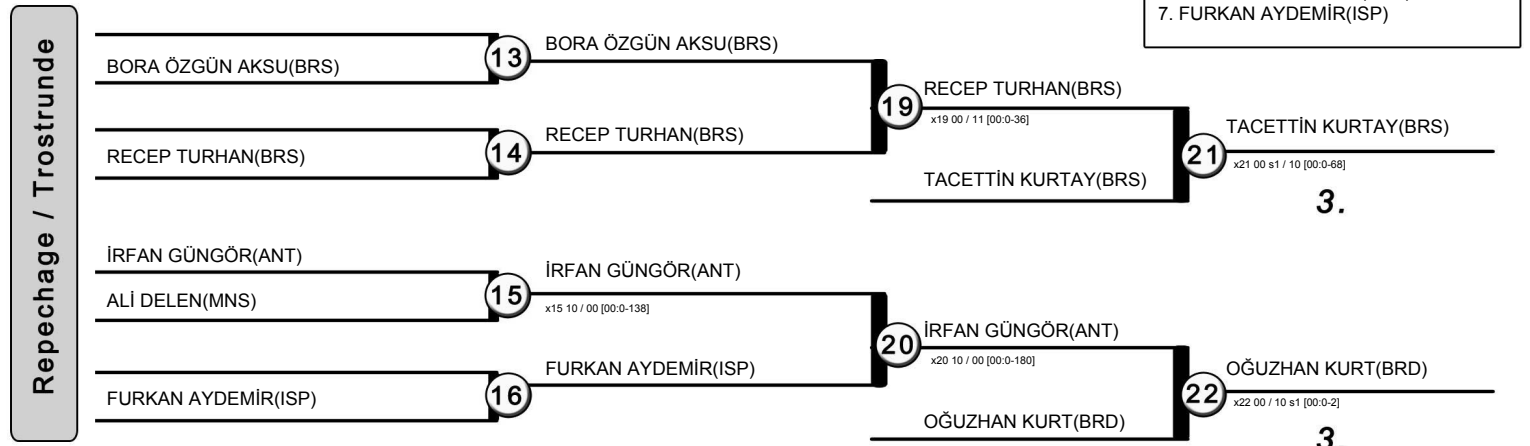 7. FURKAN AYDEMİR(ISP)
Repechage / Trostrunde
BORA ÖZGÜN AKSU(BRS)
13
BORA ÖZGÜN AKSU(BRS)
RECEP TURHAN(BRS)
14
RECEP TURHAN(BRS)
19
RECEP TURHAN(BRS)
x19 00 / 11 [00:0-36]
TACETTİN KURTAY(BRS)
21
TACETTİN KURTAY(BRS)
x21 00 s1 / 10 [00:0-68]
3.
İRFAN GÜNGÖR(ANT)
ALİ DELEN(MNS)
15
İRFAN GÜNGÖR(ANT)
x15 10 / 00 [00:0-138]
FURKAN AYDEMİR(ISP)
16
FURKAN AYDEMİR(ISP)
20
İRFAN GÜNGÖR(ANT)
x20 10 / 00 [00:0-180]
OĞUZHAN KURT(BRD)
22
OĞUZHAN KURT(BRD)
x22 00 / 10 s1 [00:0-2]
3